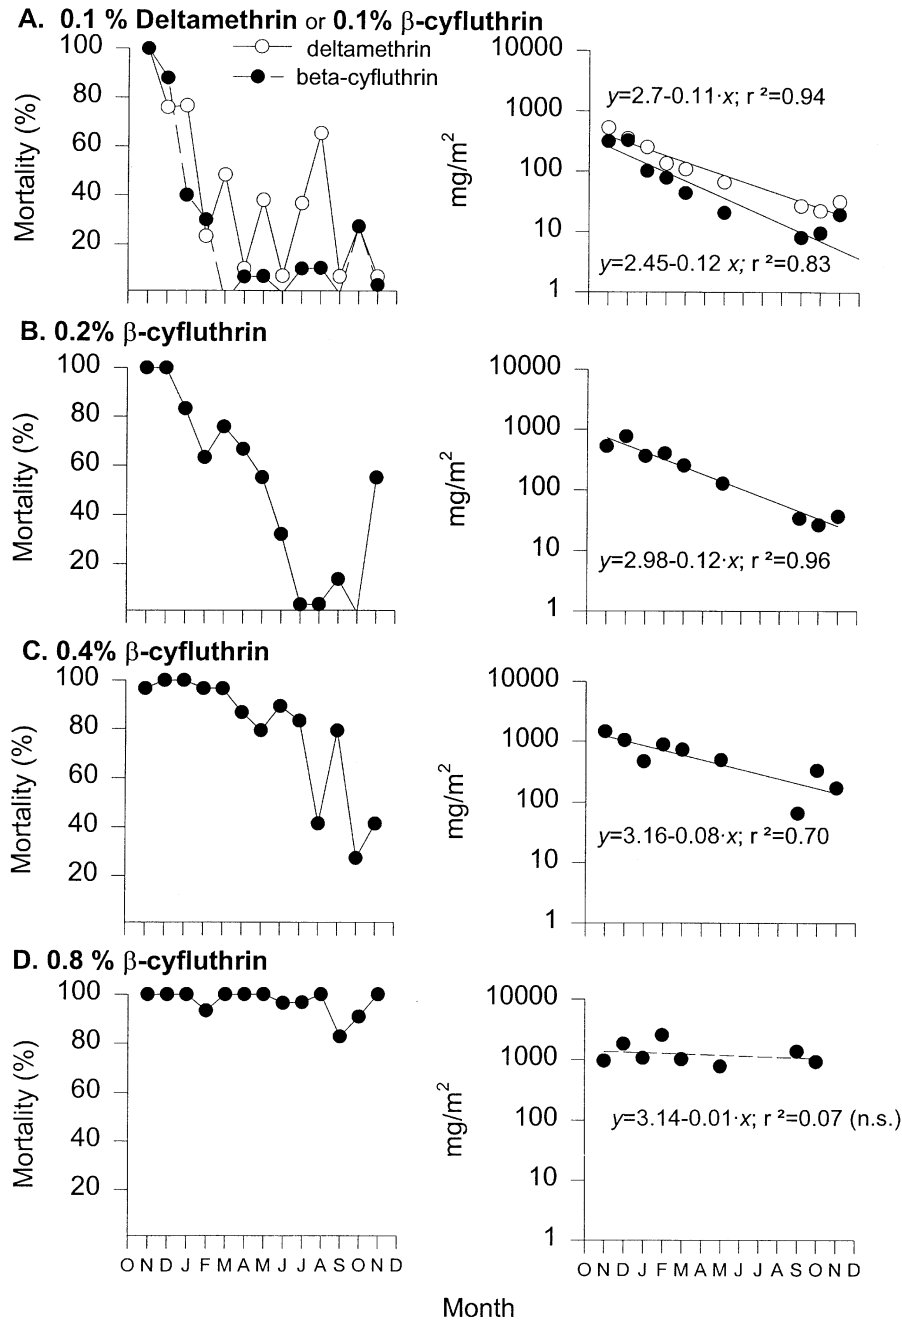 A. 0.1 % Deltamethrin or 0.1% β-cyfluthrin
deltamethrin
beta-cyfluthrin
Mortality (%)
100
80
60
40
20
mg/m²
10000
1000
100
10
1
y=2.7-0.11·x; r ²=0.94
y=2.45-0.12 x; r ²=0.83
B. 0.2% β-cyfluthrin
Mortality (%)
100
80
60
40
20
mg/m²
10000
1000
100
10
1
y=2.98-0.12·x; r ²=0.96
C. 0.4% β-cyfluthrin
Mortality (%)
100
80
60
40
20
mg/m²
10000
1000
100
10
1
y=3.16-0.08·x; r ²=0.70
D. 0.8 % β-cyfluthrin
Mortality (%)
100
80
60
40
20
O N D J F M A M J J A S O N D
mg/m²
10000
1000
100
10
1
y=3.14-0.01·x; r ²=0.07 (n.s.)
O N D J F M A M J J A S O N D
Month